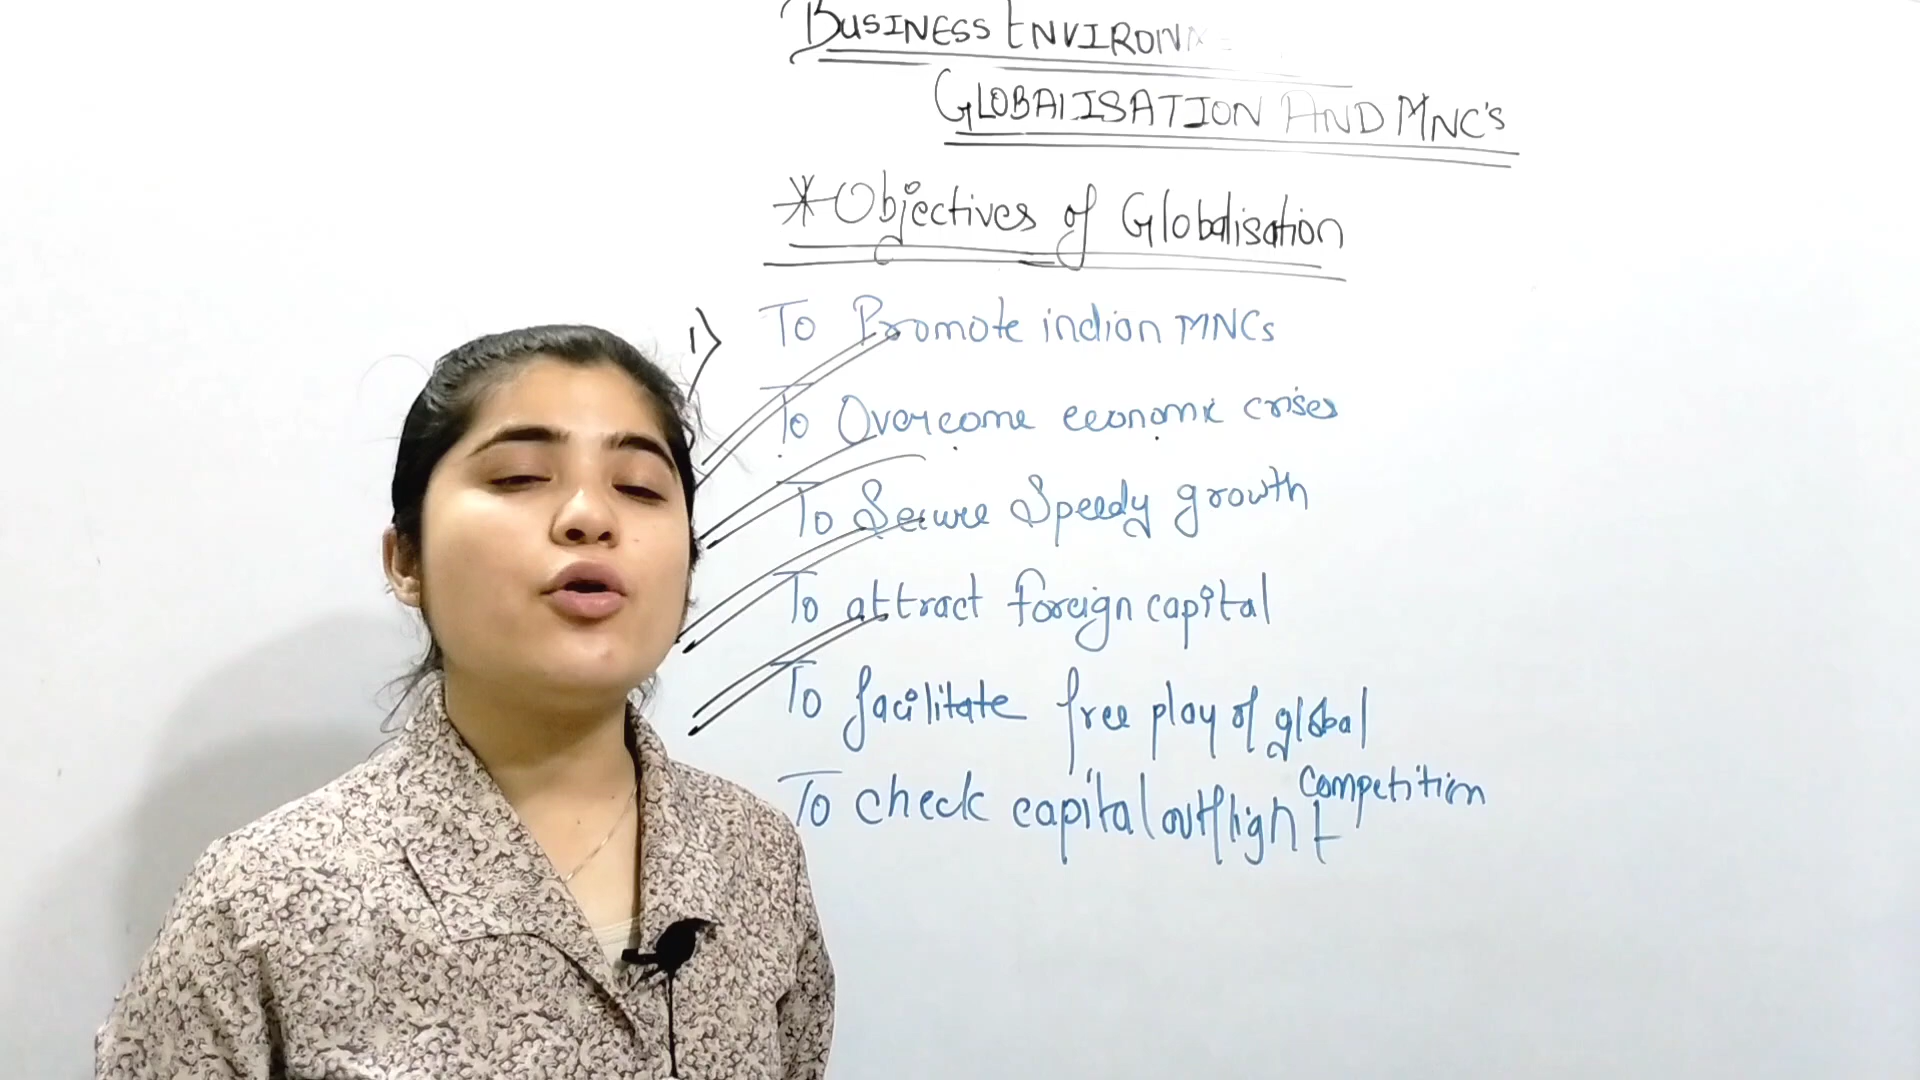 BUSINESS ENVIRONME
GLOBALISATION AND MNC'S
* Objectives of Globalisation
1) To Promote indian MNCs
To Overcome economic crises
To Secure Speedy growth
To attract foreign capital
To facilitate free play of global
competition
To check capital outflight